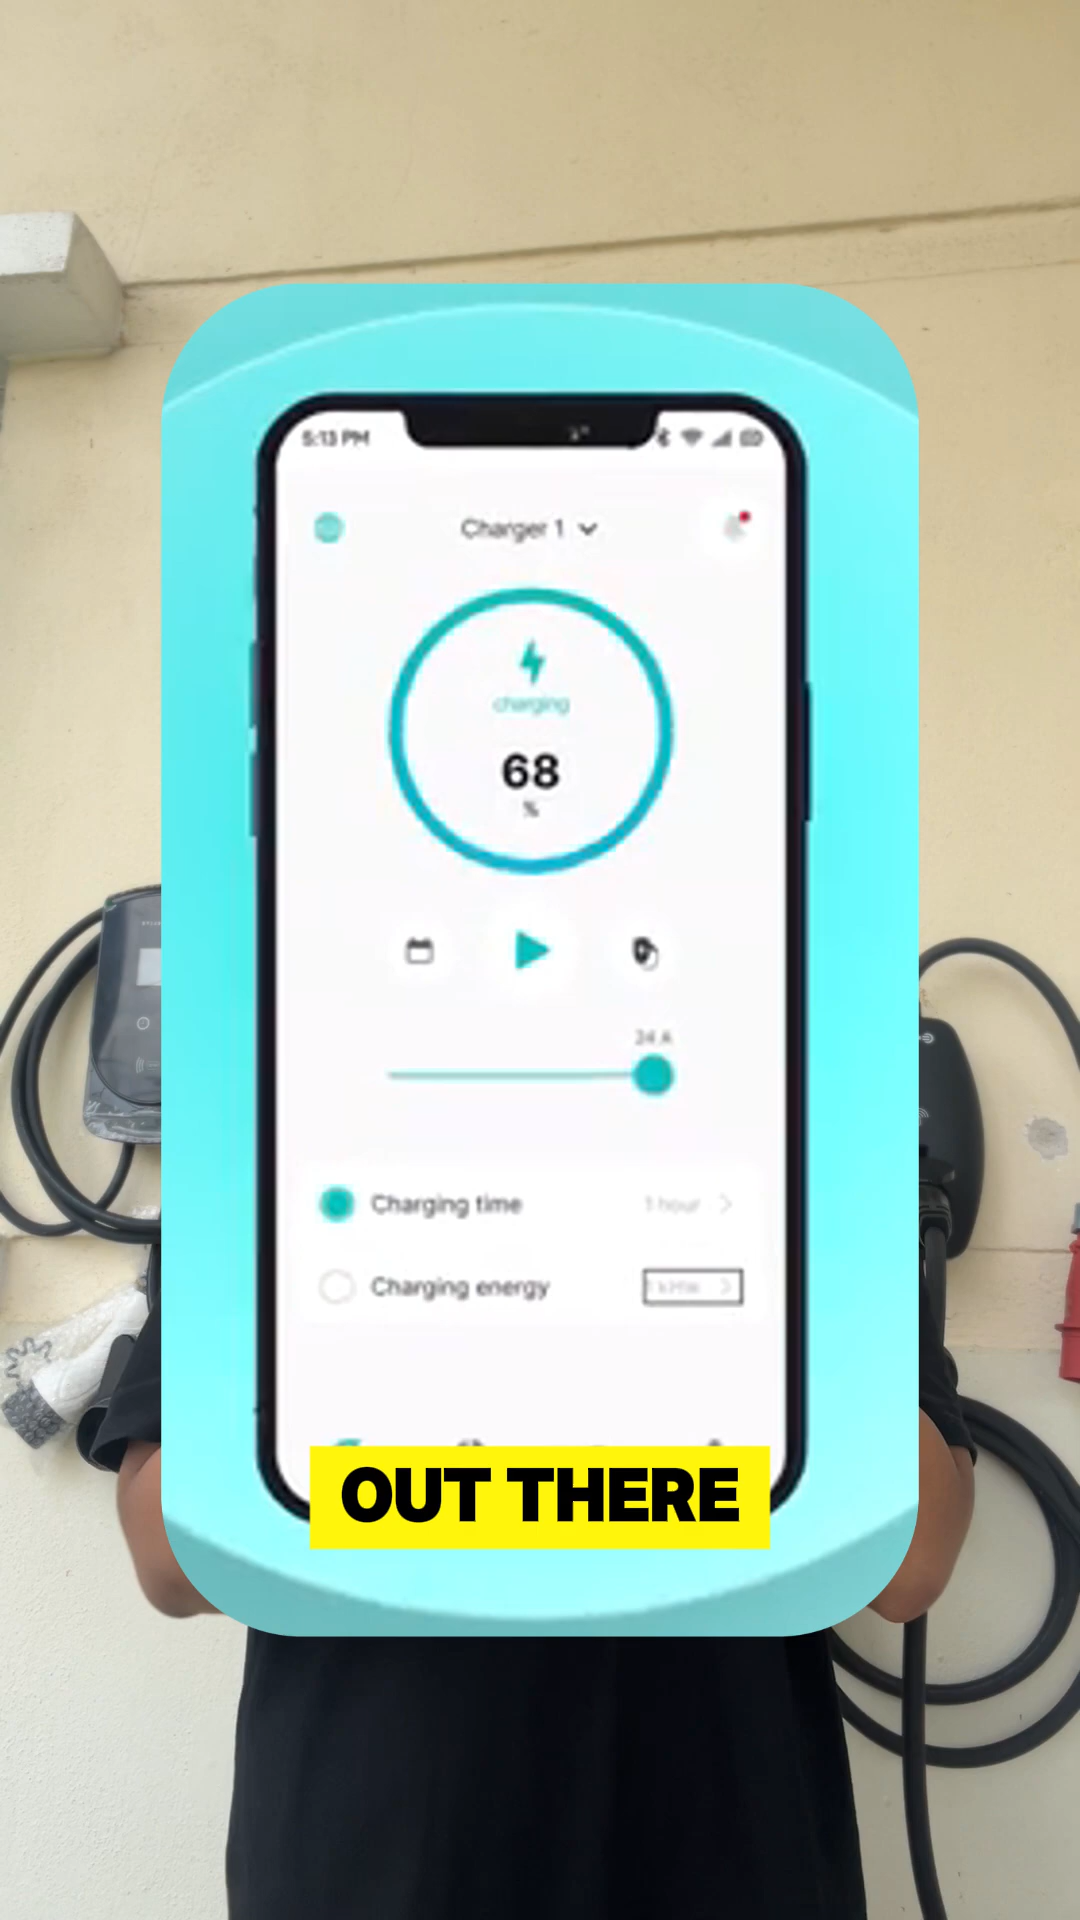 5:13 PM
Charger 1
charging
68
%
24 A
Charging time
1 hour
Charging energy
OUT THERE